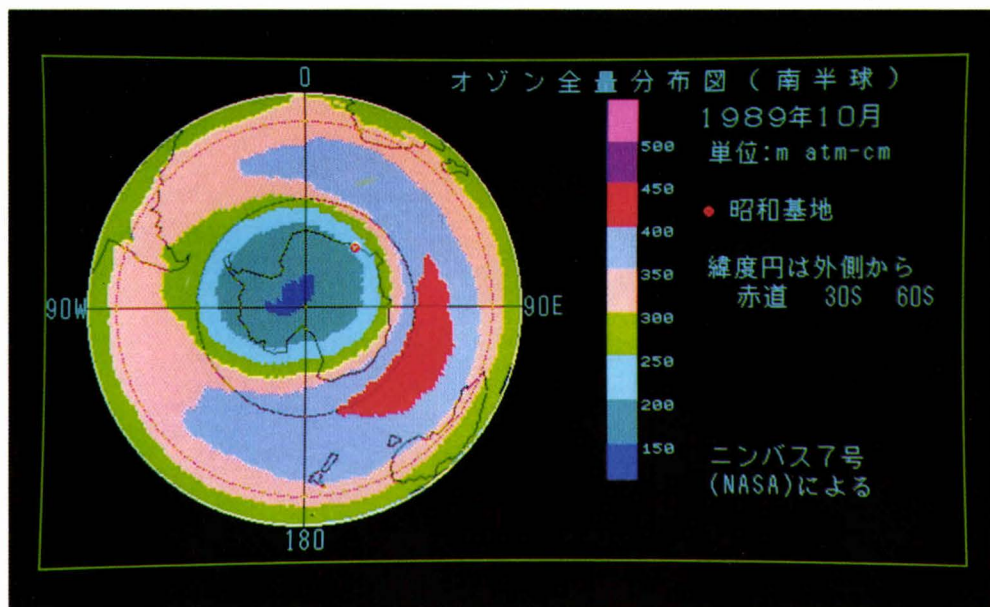 オゾン全量分布図(南半球)
1989年10月
単位:m atm-cm
昭和基地
緯度円は外側から
赤道 30S 60S
ニンバス7号
(NASA)による
500
450
400
350
300
250
200
150
0
90W
90E
180